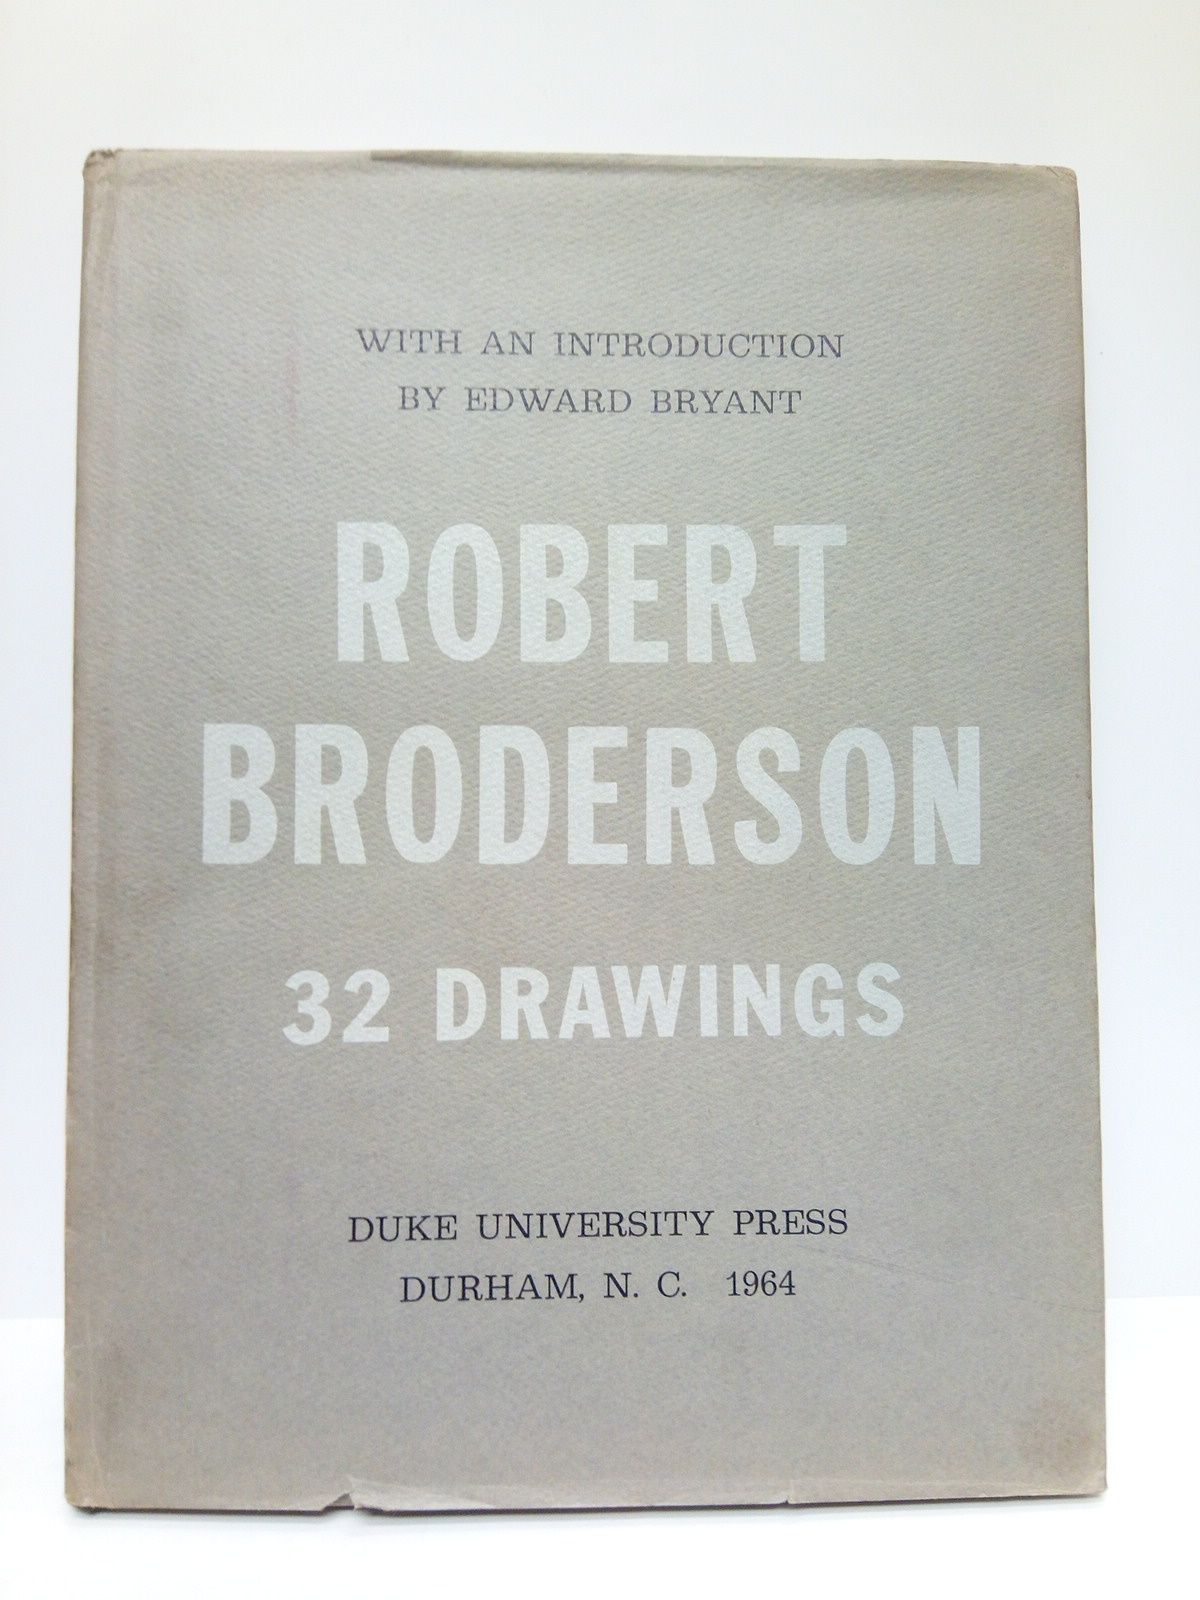 WITH AN INTRODUCTION
BY EDWARD BRYANT
ROBERT
BRODERSON
32 DRAWINGS
DUKE UNIVERSITY PRESS
DURHAM, N. C. 1964